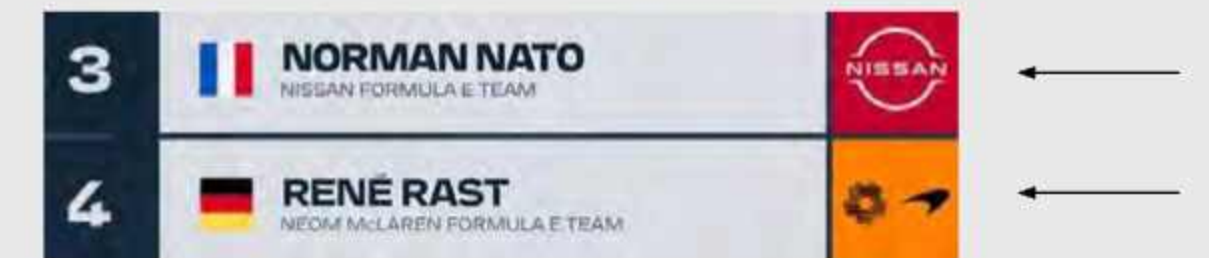 3
NORMAN NATO
NISSAN FORMULA E TEAM
NISSAN
4
RENÉ RAST
NEOM McLAREN FORMULA E TEAM